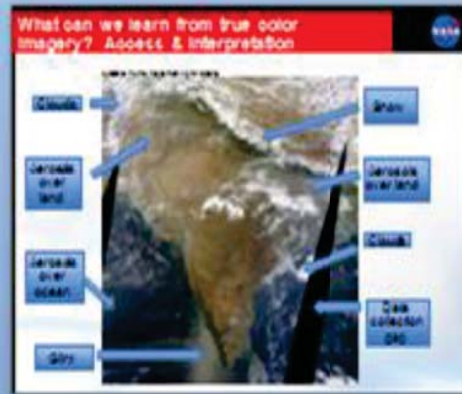 What can we learn from true color
Imagery? Access & Interpretation
NASA
Clouds
Snow
Aerosols
over
land
Aerosols
over land
Clouds
Aerosols
over
ocean
Data
collection
gap
Glint